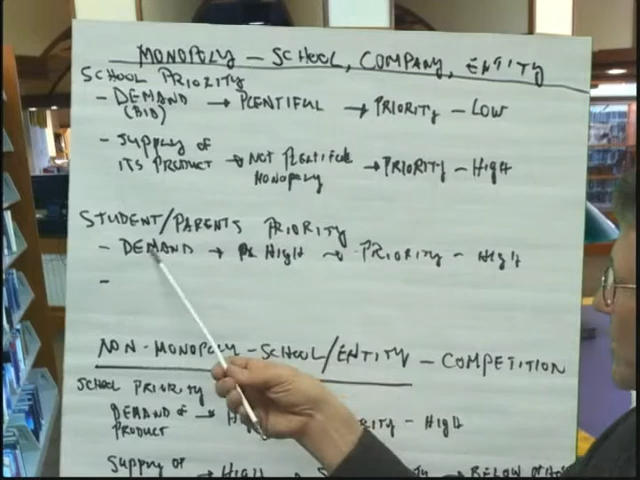 MONOPOLY - SCHOOL, COMPANY, ENTITY
SCHOOL PRIORITY
- DEMAND → PLENTIFUL → PRIORITY - LOW
(BID)
- SUPPLY OF
ITS PRODUCT → NOT PLENTIFUL → PRIORITY - HIGH
MONOPOLY
STUDENT/PARENTS PRIORITY
- DEMAND → HIGH → PRIORITY - HIGH
-
NON-MONOPOLY - SCHOOL/ENTITY - COMPETITION
SCHOOL PRIORITY
DEMAND OF → - HIGH
PRODUCT
SUPPLY OF → HIGH → BELOW